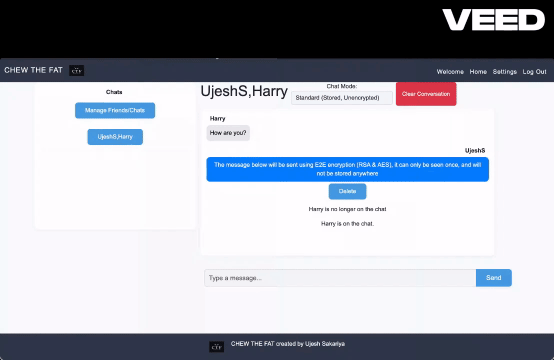 VEED
CHEW THE FAT
CTF
Welcome Home Settings Log Out
Chats
Manage Friends/Chats
UjeshS,Harry
UjeshS,Harry
Chat Mode:
Standard (Stored, Unencrypted)
Clear Conversation
Harry
How are you?
UjeshS
The message below will be sent using E2E encryption (RSA & AES), it can only be seen once, and will
not be stored anywhere
Delete
Harry is no longer on the chat
Harry is on the chat.
Type a message...
Send
CTF
CHEW THE FAT created by Ujesh Sakariya